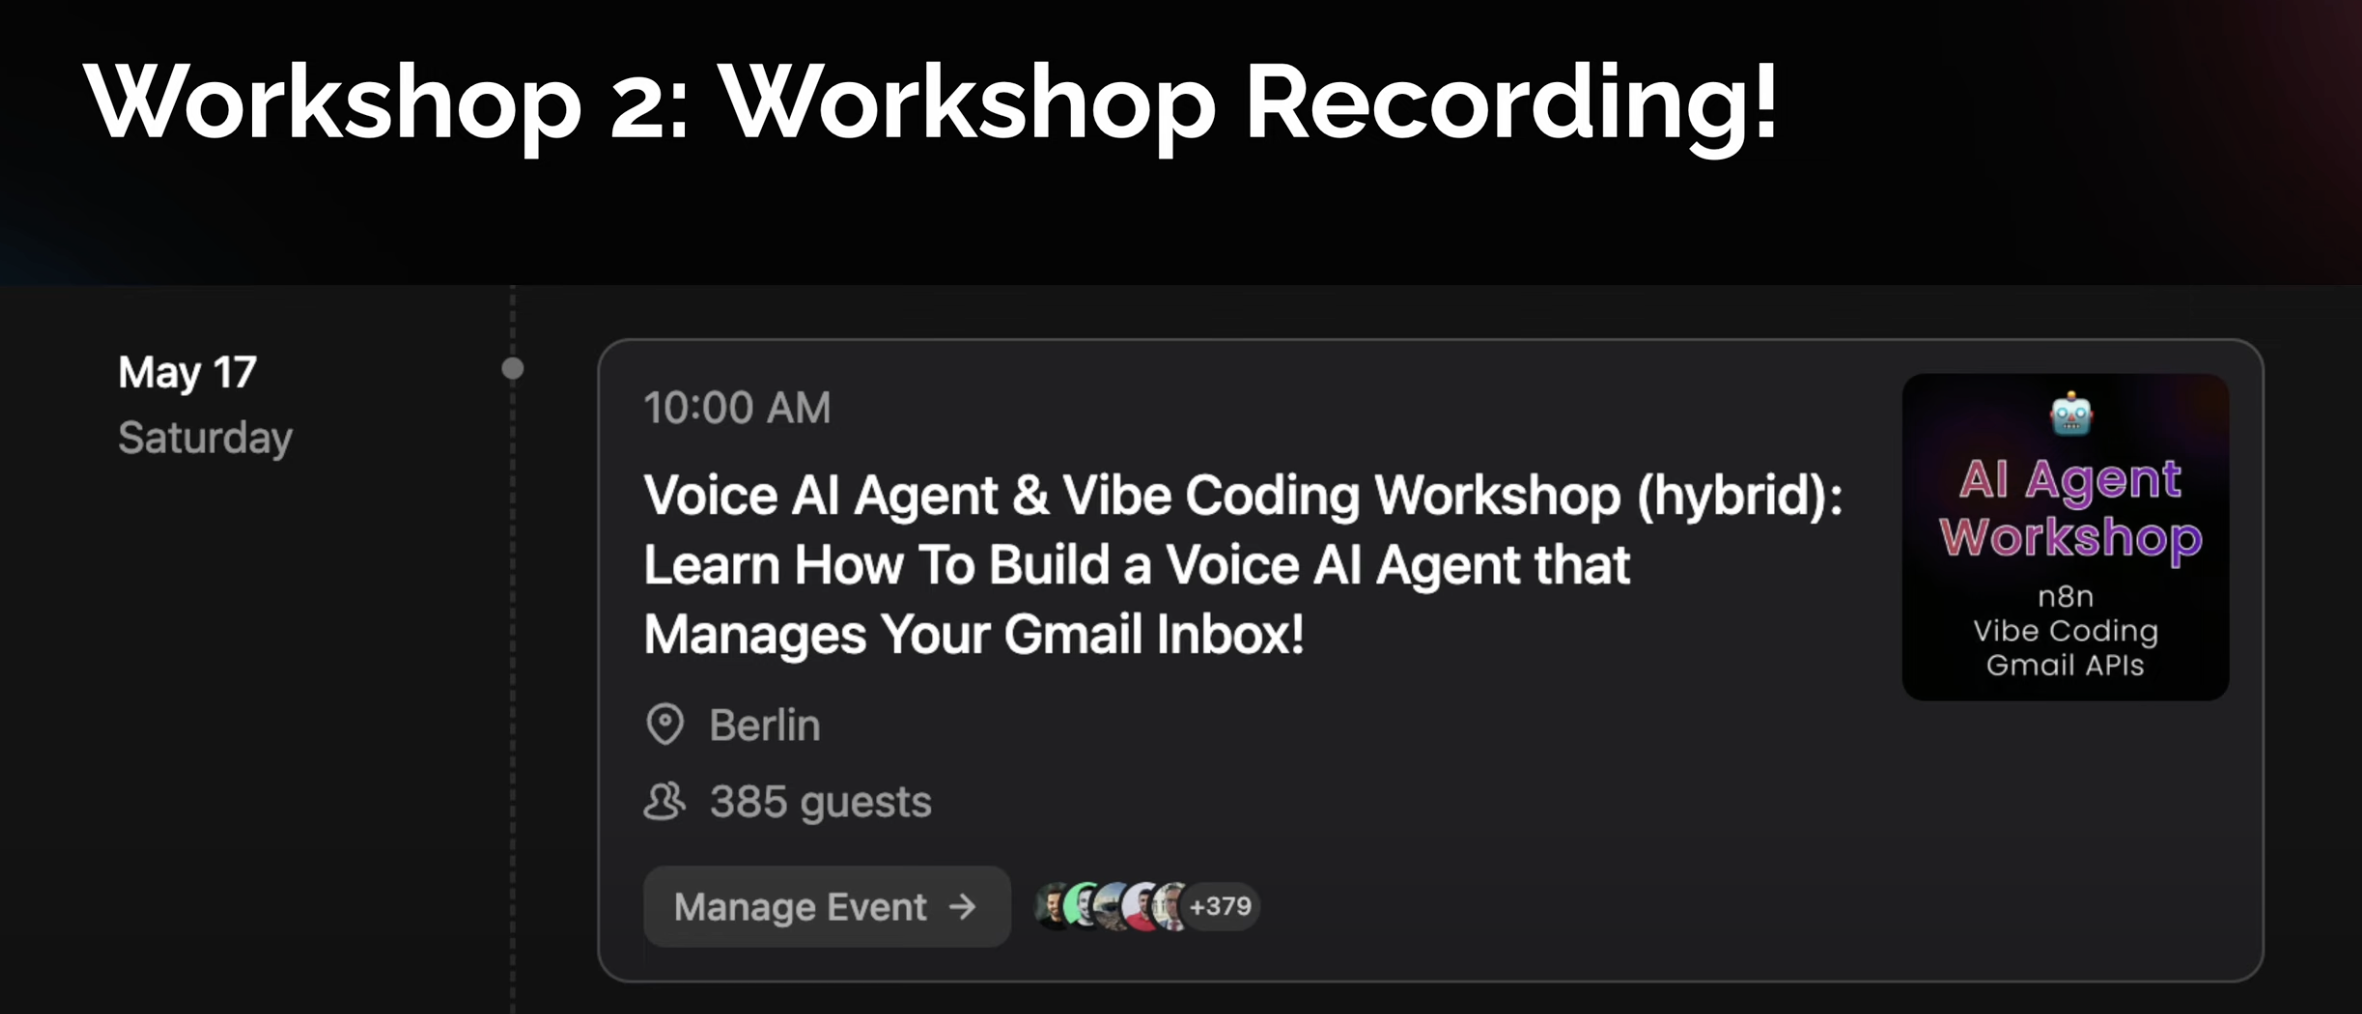 Workshop 2: Workshop Recording!
May 17
Saturday
10:00 AM
Voice AI Agent & Vibe Coding Workshop (hybrid):
Learn How To Build a Voice AI Agent that
Manages Your Gmail Inbox!
Berlin
385 guests
Manage Event →
+379
AI Agent
Workshop
n8n
Vibe Coding
Gmail APIs